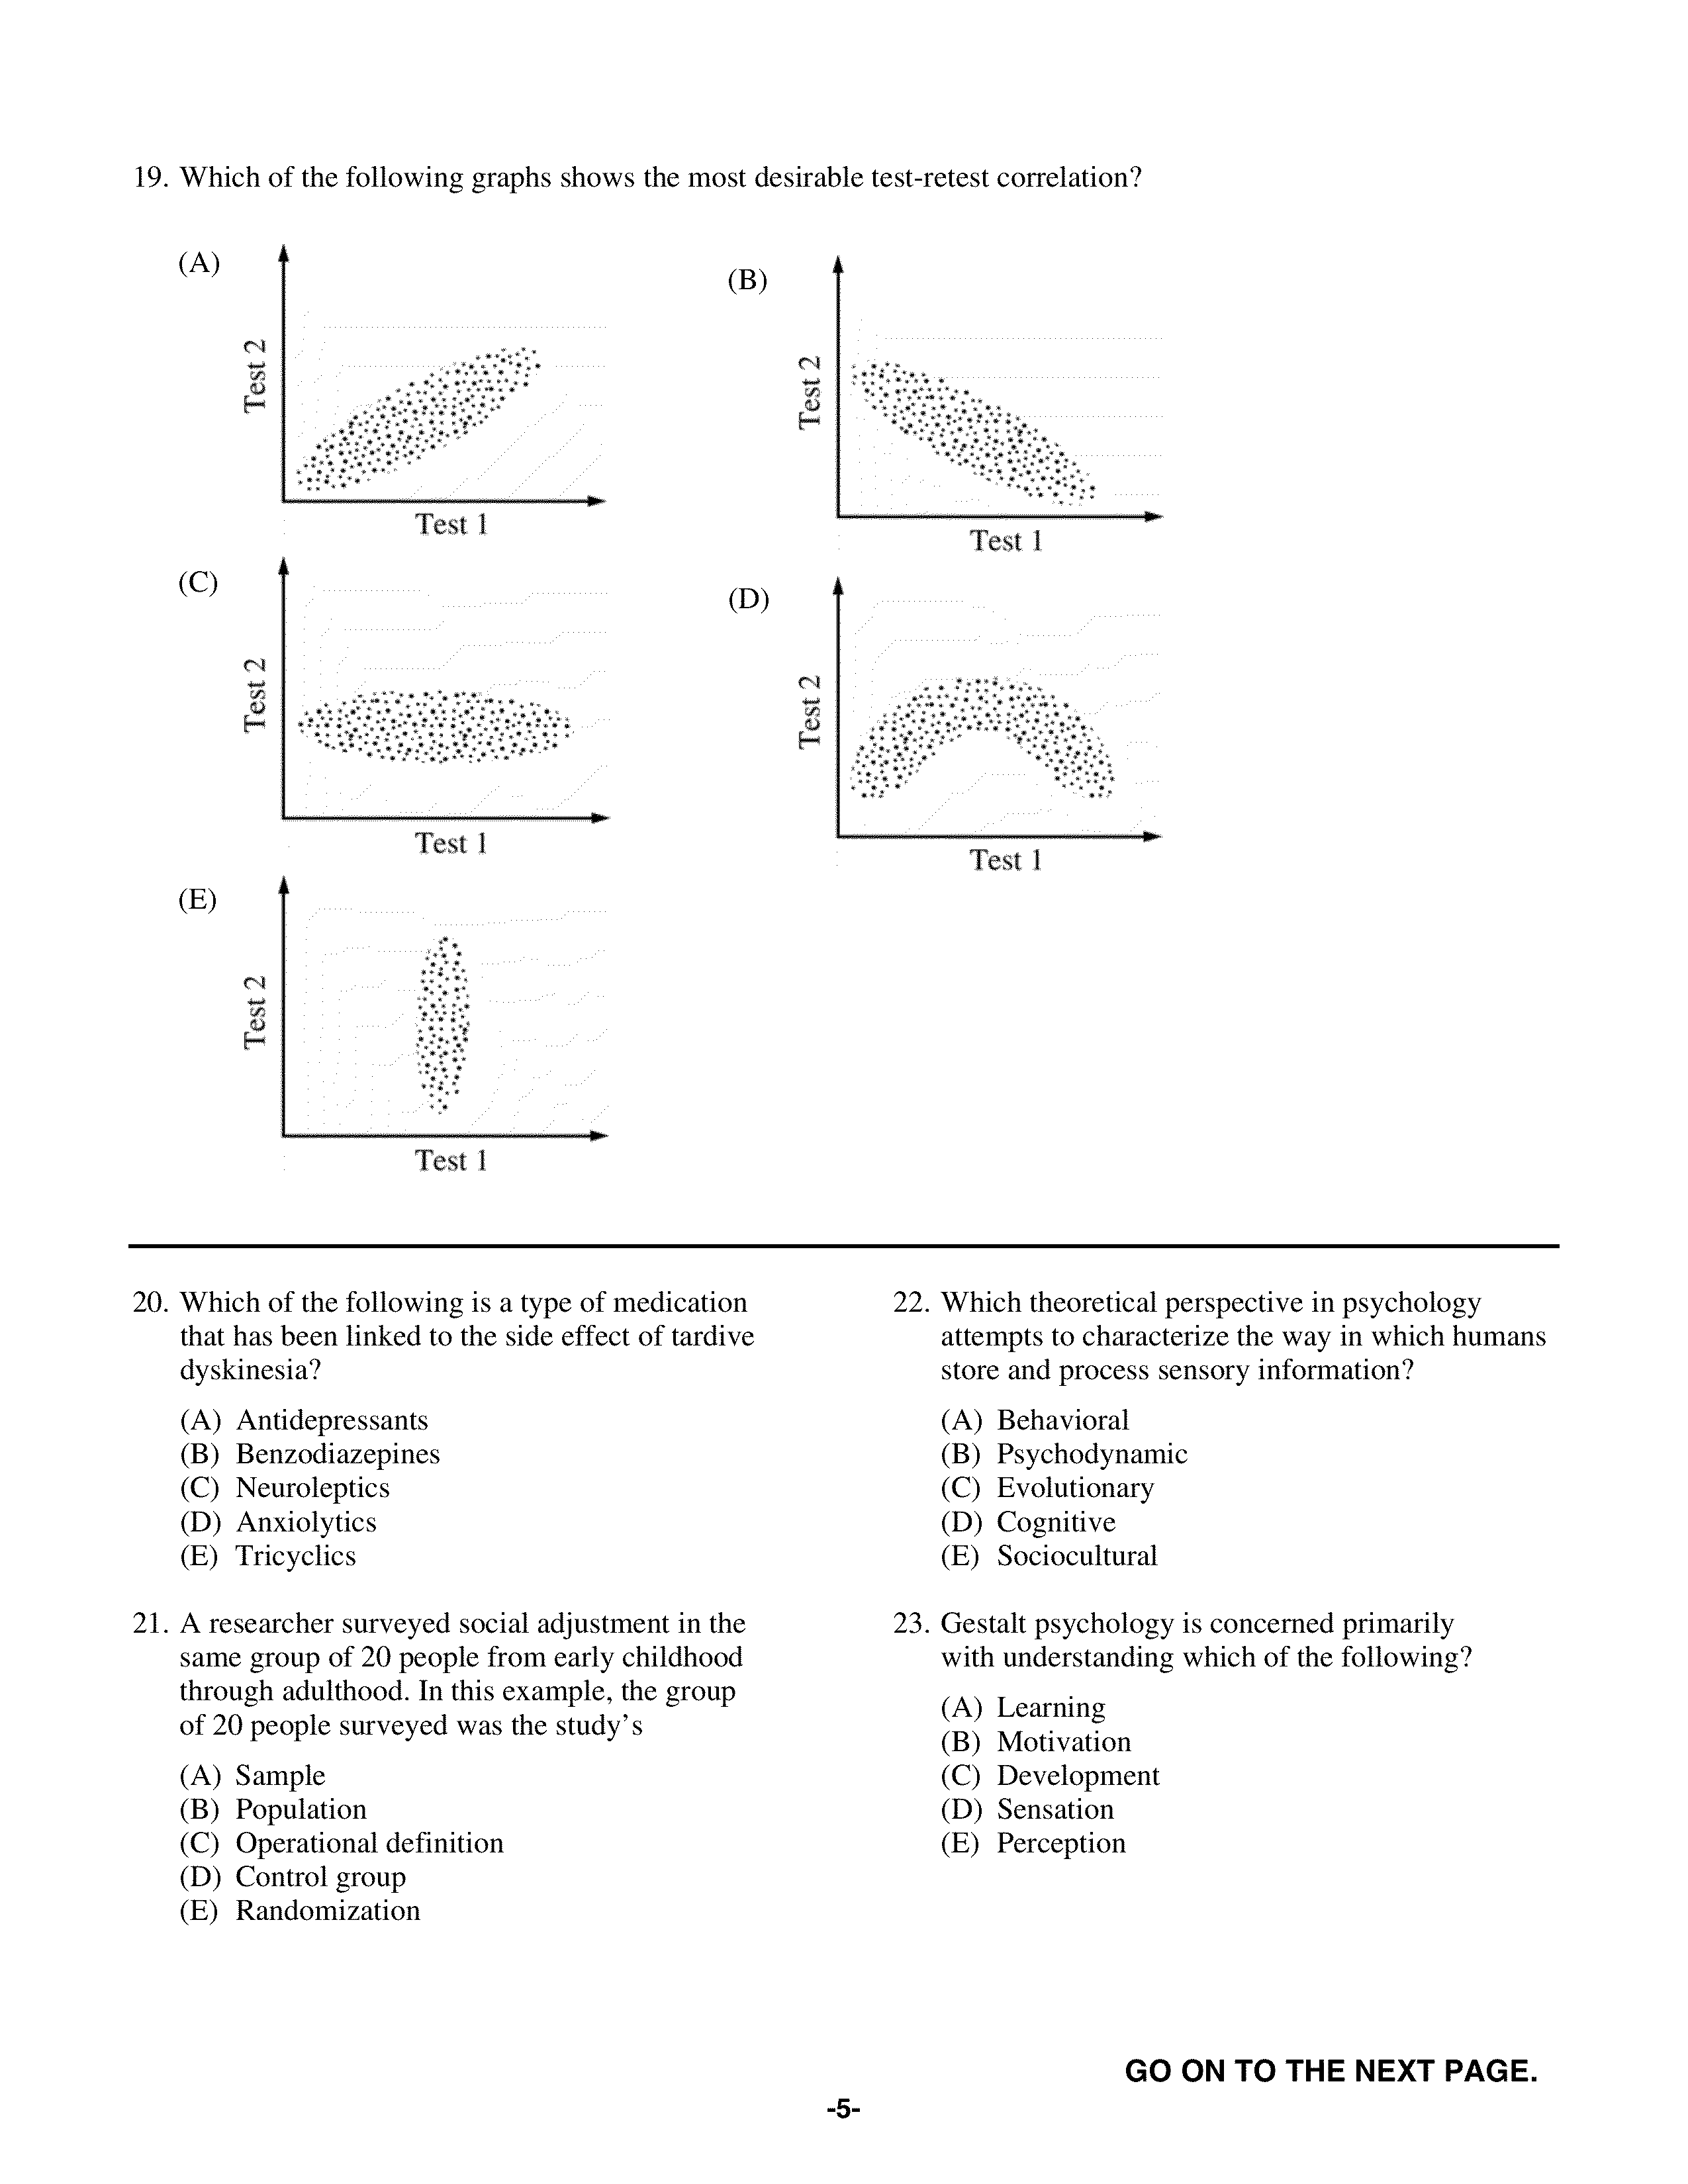 19. Which of the following graphs shows the most desirable test-retest correlation?
(A)
Test 2
Test 1
(B)
Test 2
Test 1
(C)
Test 2
Test 1
(D)
Test 2
Test 1
(E)
Test 2
Test 1
20. Which of the following is a type of medication
that has been linked to the side effect of tardive
dyskinesia?
(A) Antidepressants
(B) Benzodiazepines
(C) Neuroleptics
(D) Anxiolytics
(E) Tricyclics
21. A researcher surveyed social adjustment in the
same group of 20 people from early childhood
through adulthood. In this example, the group
of 20 people surveyed was the study's
(A) Sample
(B) Population
(C) Operational definition
(D) Control group
(E) Randomization
22. Which theoretical perspective in psychology
attempts to characterize the way in which humans
store and process sensory information?
(A) Behavioral
(B) Psychodynamic
(C) Evolutionary
(D) Cognitive
(E) Sociocultural
23. Gestalt psychology is concerned primarily
with understanding which of the following?
(A) Learning
(B) Motivation
(C) Development
(D) Sensation
(E) Perception
GO ON TO THE NEXT PAGE.
-5-